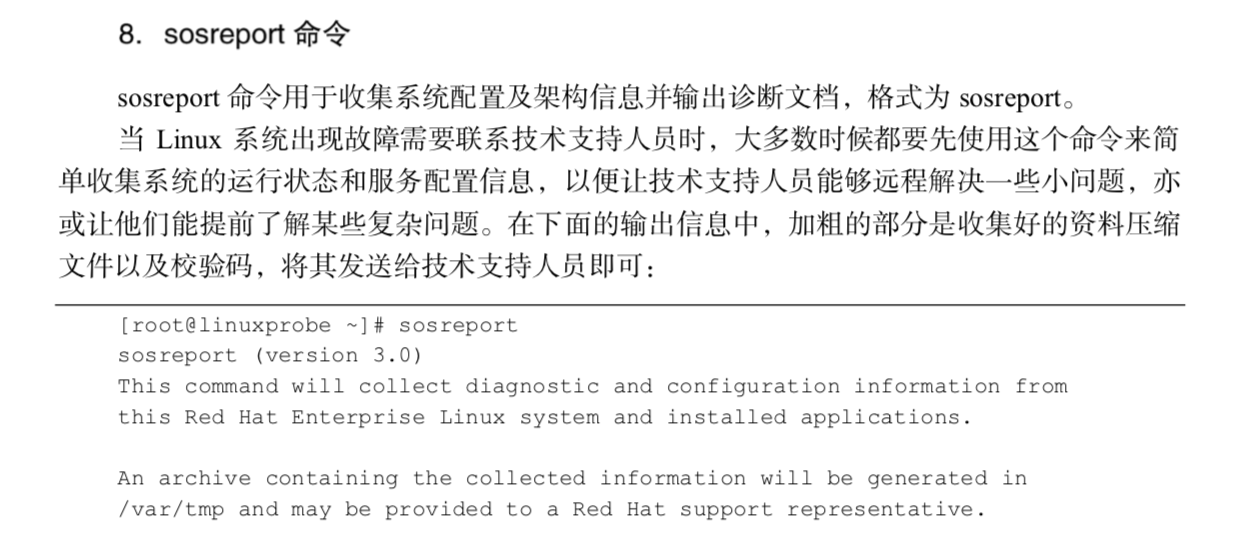 8. sosreport 命令
sosreport 命令用于收集系统配置及架构信息并输出诊断文档，格式为 sosreport。
当 Linux 系统出现故障需要联系技术支持人员时，大多数时候都要先使用这个命令来简
单收集系统的运行状态和服务配置信息，以便让技术支持人员能够远程解决一些小问题，亦
或让他们能提前了解某些复杂问题。在下面的输出信息中，加粗的部分是收集好的资料压缩
文件以及校验码，将其发送给技术支持人员即可：
[root@linuxprobe ~]# sosreport
sosreport (version 3.0)
This command will collect diagnostic and configuration information from
this Red Hat Enterprise Linux system and installed applications.
An archive containing the collected information will be generated in
/var/tmp and may be provided to a Red Hat support representative.